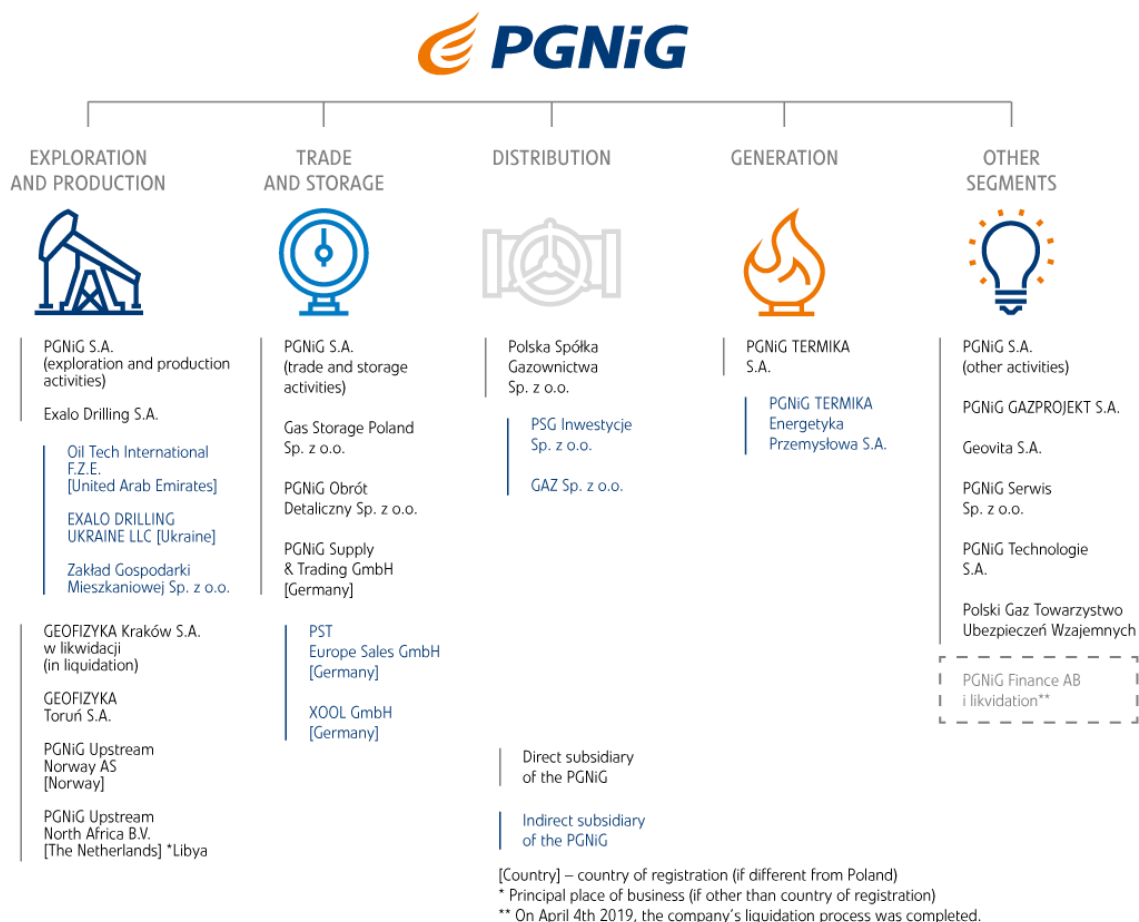 PGNiG
EXPLORATION
AND PRODUCTION
PGNiG S.A.
(exploration and production
activities)
Exalo Drilling S.A.
Oil Tech International
F.Z.E.
[United Arab Emirates]
EXALO DRILLING
UKRAINE LLC [Ukraine]
Zakład Gospodarki
Mieszkaniowej Sp. z o.o.
GEOFIZYKA Kraków S.A.
w likwidacji
(in liquidation)
GEOFIZYKA
Toruń S.A.
PGNiG Upstream
Norway AS
[Norway]
PGNiG Upstream
North Africa B.V.
[The Netherlands] *Libya
TRADE
AND STORAGE
PGNiG S.A.
(trade and storage
activities)
Gas Storage Poland
Sp. z o.o.
PGNiG Obrót
Detaliczny Sp. z o.o.
PGNiG Supply
& Trading GmbH
[Germany]
PST
Europe Sales GmbH
[Germany]
XOOL GmbH
[Germany]
DISTRIBUTION
Polska Spółka
Gazownictwa
Sp. z o.o.
PSG Inwestycje
Sp. z o.o.
GAZ Sp. z o.o.
GENERATION
PGNiG TERMIKA
S.A.
PGNiG TERMIKA
Energetyka
Przemysłowa S.A.
OTHER
SEGMENTS
PGNiG S.A.
(other activities)
PGNiG GAZPROJEKT S.A.
Geovita S.A.
PGNiG Serwis
Sp. z o.o.
PGNiG Technologie
S.A.
Polski Gaz Towarzystwo
Ubezpieczeń Wzajemnych
PGNiG Finance AB
i likvidation**
Direct subsidiary
of the PGNiG
Indirect subsidiary
of the PGNiG
[Country] – country of registration (if different from Poland)
* Principal place of business (if other than country of registration)
** On April 4th 2019, the company's liquidation process was completed.